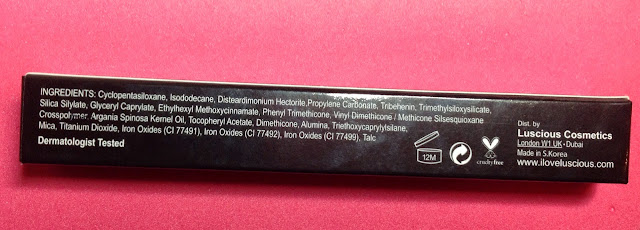 INGREDIENTS: Cyclopentasiloxane, Isododecane, Disteardimonium Hectorile,Propylene Carbonate, Tribehenin, Trimethylsiloxysilicate,
Silica Silylate, Glyceryl Caprylate, Ethylhexyl Methoxycinnamate, Phenyl Trimethicone, Vinyl Dimethicone / Methicone Silsesquioxane
Crosspolymer. Argania Spinosa Kernel Oil, Tocopheryl Acetate, Dimethicone, Alumina, Triethoxycaprylylsilane,
Mica, Titanium Dioxide, Iron Oxides (CI 77491), Iron Oxides (CI 77492), Iron Oxides (CI 77499), Talc
Dermatologist Tested
12M
crueltyfree
Dist. by
Luscious Cosmetics
London W1 UK • Dubai
Made in S.Korea
www.iloveluscious.com